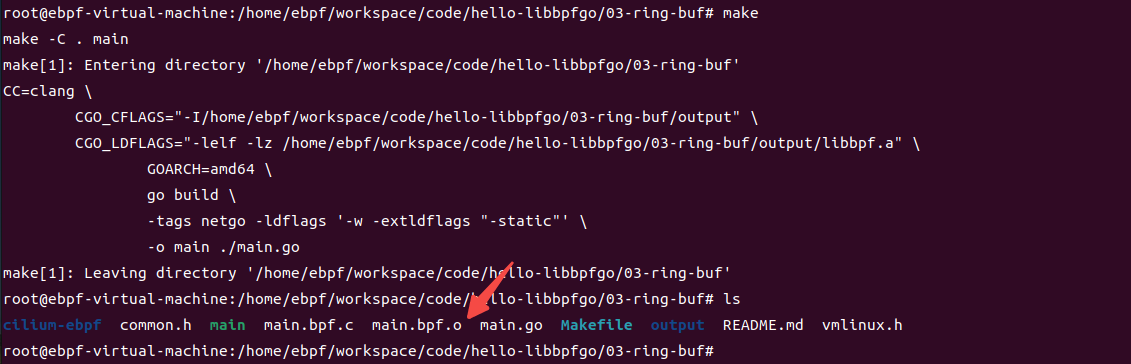 root@ebpf-virtual-machine:/home/ebpf/workspace/code/hello-libbpfgo/03-ring-buf# make
make -C . main
make[1]: Entering directory '/home/ebpf/workspace/code/hello-libbpfgo/03-ring-buf'
CC=clang \
        CGO_CFLAGS="-I/home/ebpf/workspace/code/hello-libbpfgo/03-ring-buf/output" \
        CGO_LDFLAGS="-lelf -lz /home/ebpf/workspace/code/hello-libbpfgo/03-ring-buf/output/libbpf.a" \
                GOARCH=amd64 \
                go build \
                -tags netgo -ldflags '-w -extldflags "-static"' \
                -o main ./main.go
make[1]: Leaving directory '/home/ebpf/workspace/code/hello-libbpfgo/03-ring-buf'
root@ebpf-virtual-machine:/home/ebpf/workspace/code/hello-libbpfgo/03-ring-buf# ls
cilium-ebpf  common.h  main  main.bpf.c  main.bpf.o  main.go  Makefile  output  README.md  vmlinux.h
root@ebpf-virtual-machine:/home/ebpf/workspace/code/hello-libbpfgo/03-ring-buf#